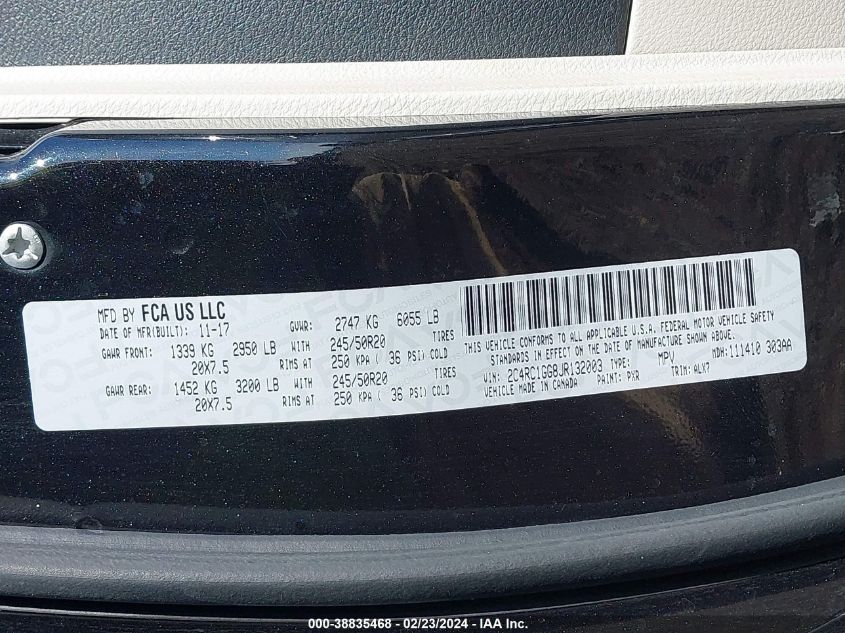 MFD BY FCA US LLC
DATE OF MFR(BUILT): 11-17 GVWR: 2747 KG 6055 LB
GAWR FRONT: 1339 KG 2950 LB WITH 245/50R20 TIRES
20X7.5 RIMS AT 250 KPA ( 36 PSI) COLD
GAWR REAR: 1452 KG 3200 LB WITH 245/50R20 TIRES
20X7.5 RIMS AT 250 KPA ( 36 PSI) COLD
THIS VEHICLE CONFORMS TO ALL APPLICABLE U.S.A. FEDERAL MOTOR VEHICLE SAFETY
STANDARDS IN EFFECT ON THE DATE OF MANUFACTURE SHOWN ABOVE.
VIN: 2C4RC1GG8JR132003 TYPE: MPV MDH: 111410 303AA
VEHICLE MADE IN CANADA PAINT: PXR TRIM: ALX7
000-38835468 - 02/23/2024 - IAA Inc.